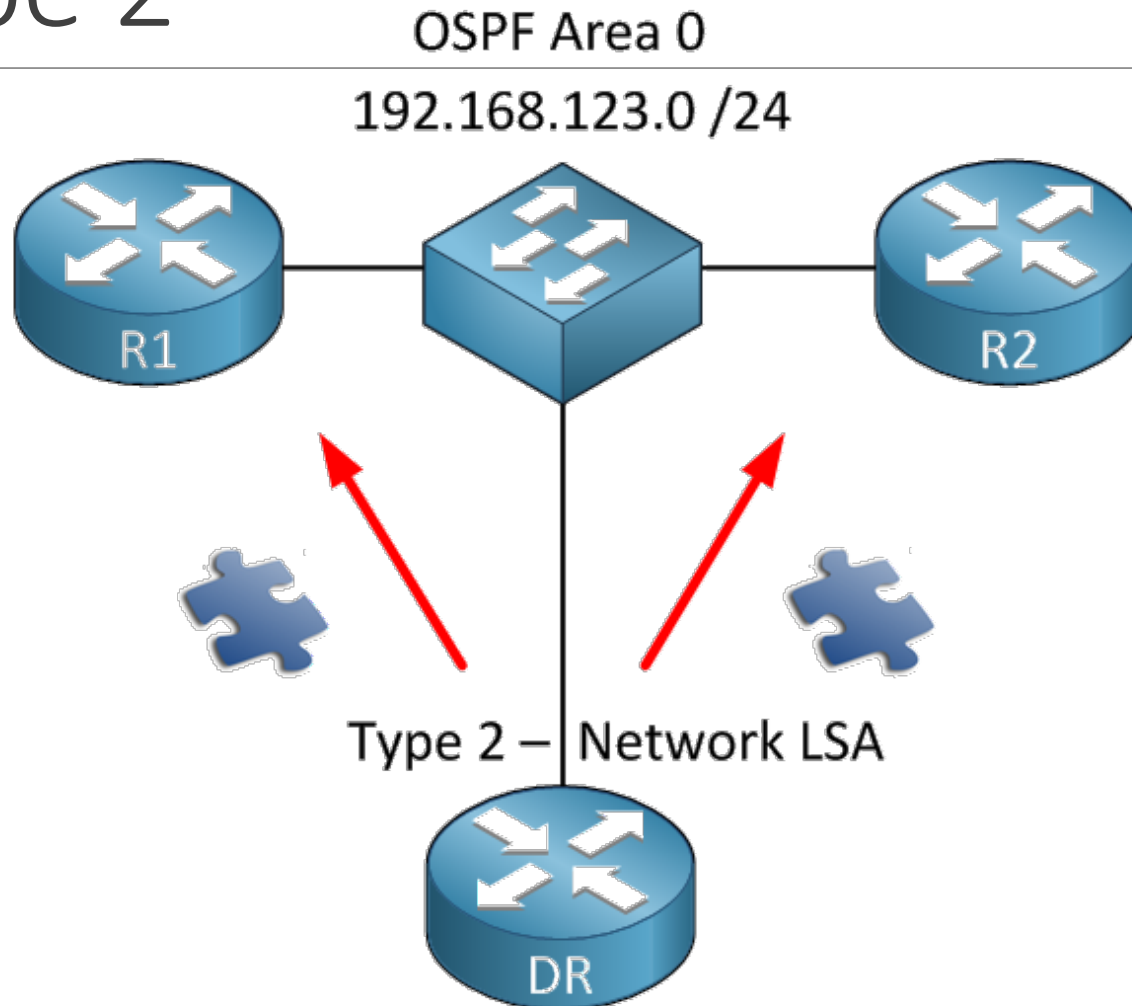 OSPF Area 0
192.168.123.0 /24
R1
R2
Type 2 – Network LSA
DR